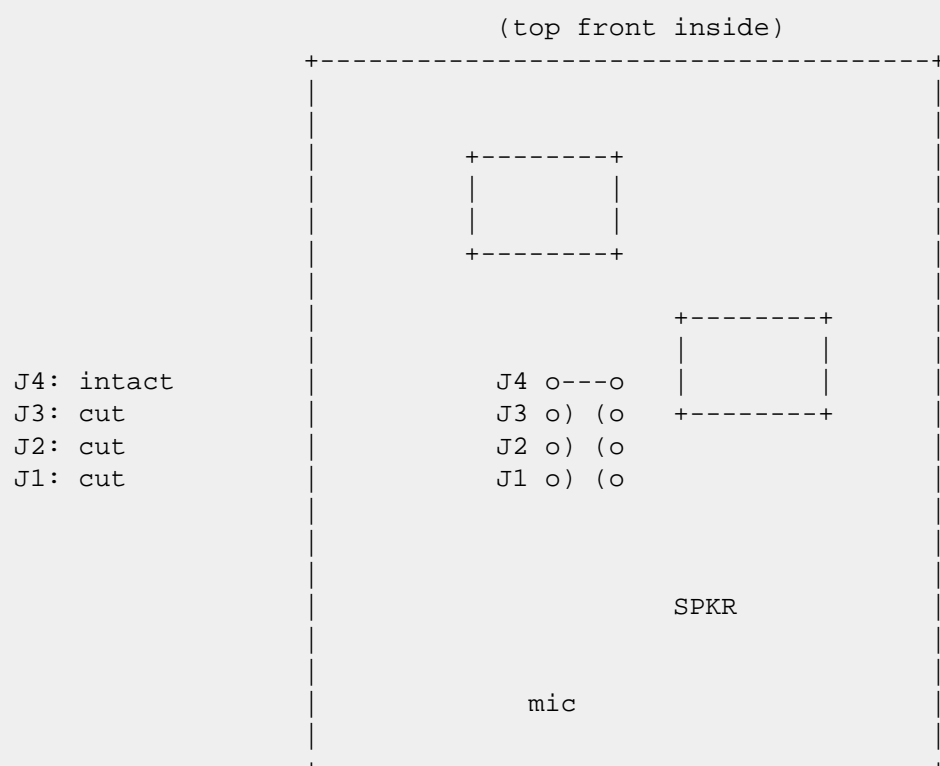 (top front inside)
J4: intact J4 o---o
J3: cut J3 o) (o
J2: cut J2 o) (o
J1: cut J1 o) (o
SPKR
mic